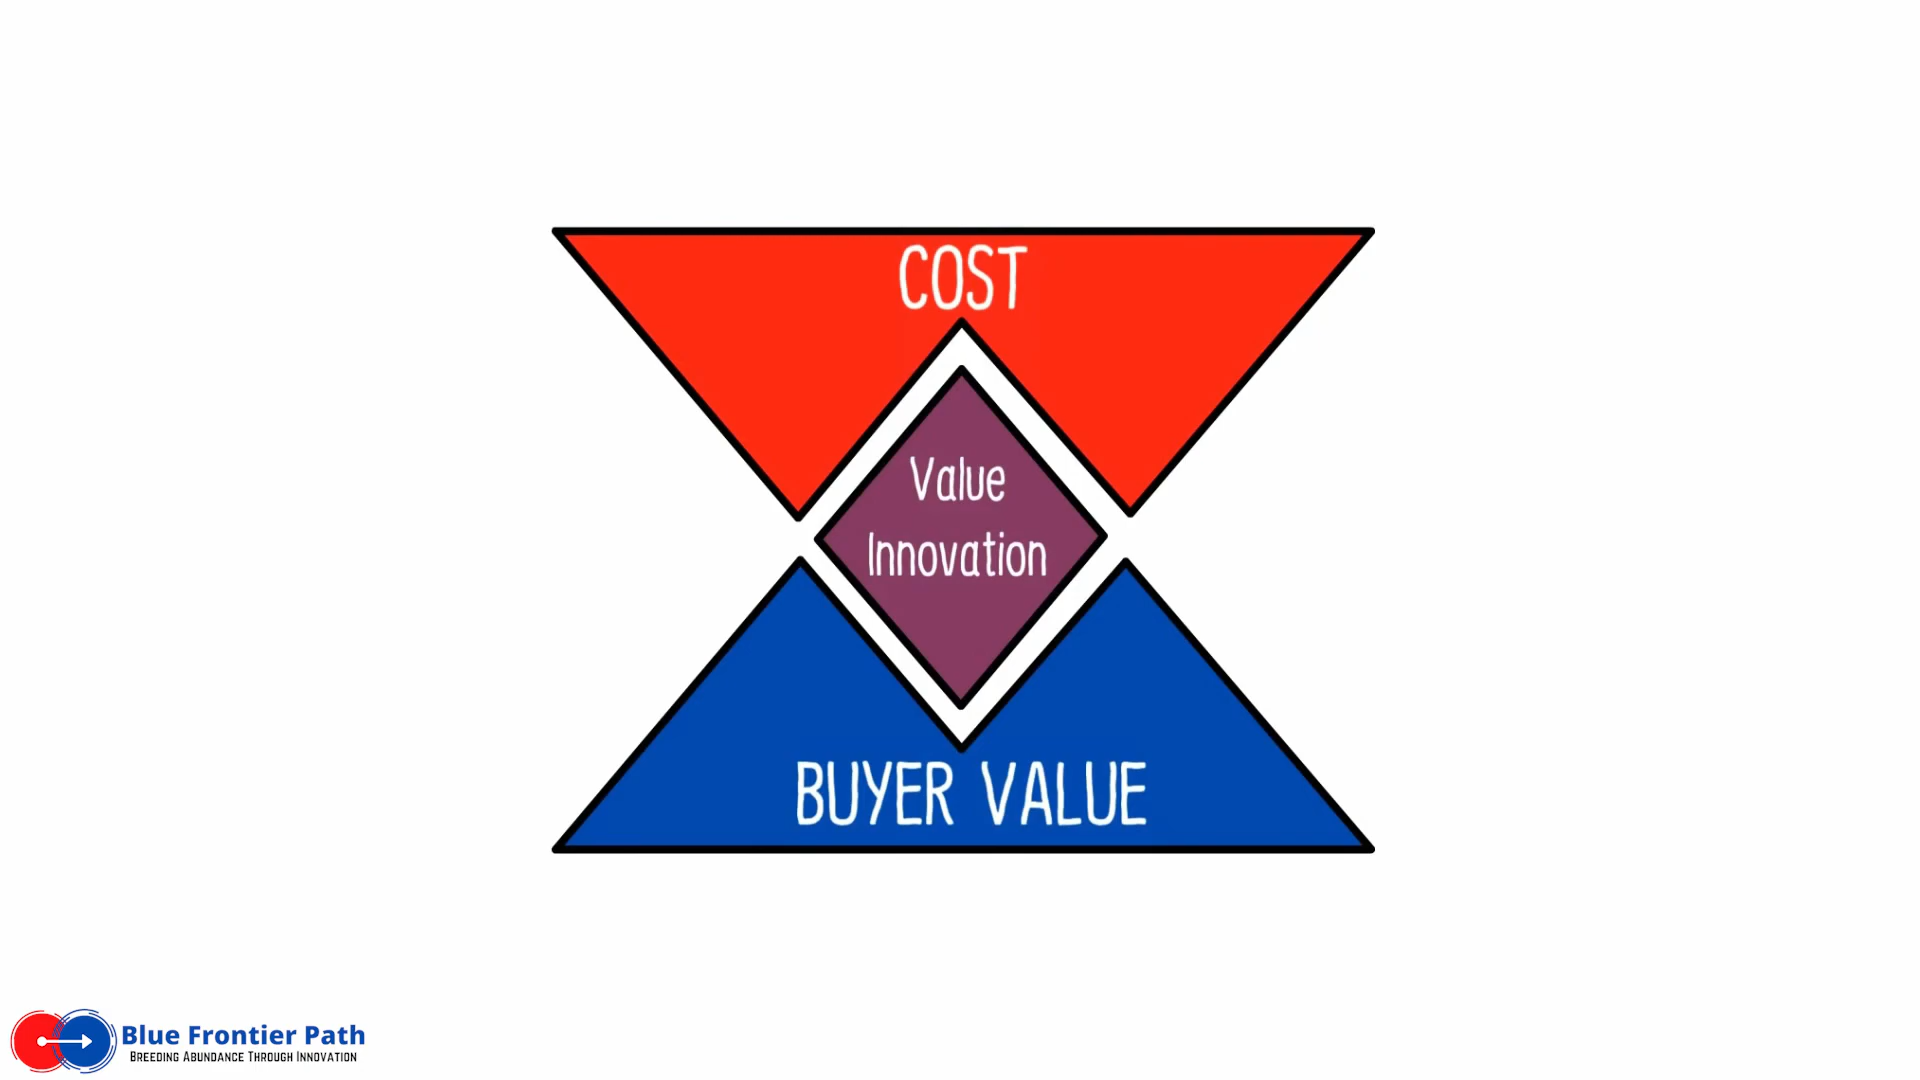 COST
Value
Innovation
BUYER VALUE
Blue Frontier Path
BREEDING ABUNDANCE THROUGH INNOVATION